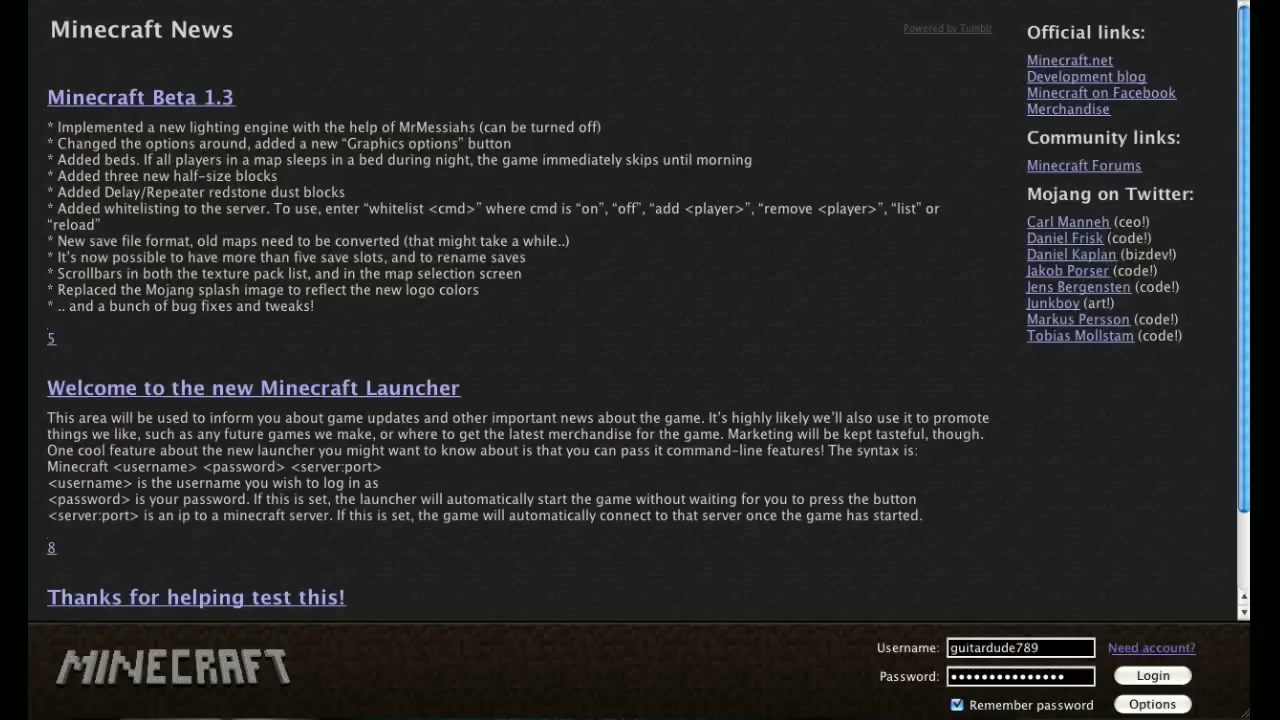 Minecraft News
Powered by Tumblr
Minecraft Beta 1.3
* Implemented a new lighting engine with the help of MrMessiahs (can be turned off)
* Changed the options around, added a new “Graphics options” button
* Added beds. If all players in a map sleeps in a bed during night, the game immediately skips until morning
* Added three new half-size blocks
* Added Delay/Repeater redstone dust blocks
* Added whitelisting to the server. To use, enter “whitelist <cmd>” where cmd is “on”, “off”, “add <player>”, “remove <player>”, “list” or
“reload”
* New save file format, old maps need to be converted (that might take a while..)
* It’s now possible to have more than five save slots, and to rename saves
* Scrollbars in both the texture pack list, and in the map selection screen
* Replaced the Mojang splash image to reflect the new logo colors
* .. and a bunch of bug fixes and tweaks!
5
Welcome to the new Minecraft Launcher
This area will be used to inform you about game updates and other important news about the game. It’s highly likely we’ll also use it to promote
things we like, such as any future games we make, or where to get the latest merchandise for the game. Marketing will be kept tasteful, though.
One cool feature about the new launcher you might want to know about is that you can pass it command-line features! The syntax is:
Minecraft <username> <password> <server:port>
<username> is the username you wish to log in as
<password> is your password. If this is set, the launcher will automatically start the game without waiting for you to press the button
<server:port> is an ip to a minecraft server. If this is set, the game will automatically connect to that server once the game has started.
8
Thanks for helping test this!
Official links:
Minecraft.net
Development blog
Minecraft on Facebook
Merchandise
Community links:
Minecraft Forums
Mojang on Twitter:
Carl Manneh (ceo!)
Daniel Frisk (code!)
Daniel Kaplan (bizdev!)
Jakob Porser (code!)
Jens Bergensten (code!)
Junkboy (art!)
Markus Persson (code!)
Tobias Mollstam (code!)
MINECRAFT
Username: guitardude789 Need account?
Password: ••••••••••••••• Login
Remember password Options